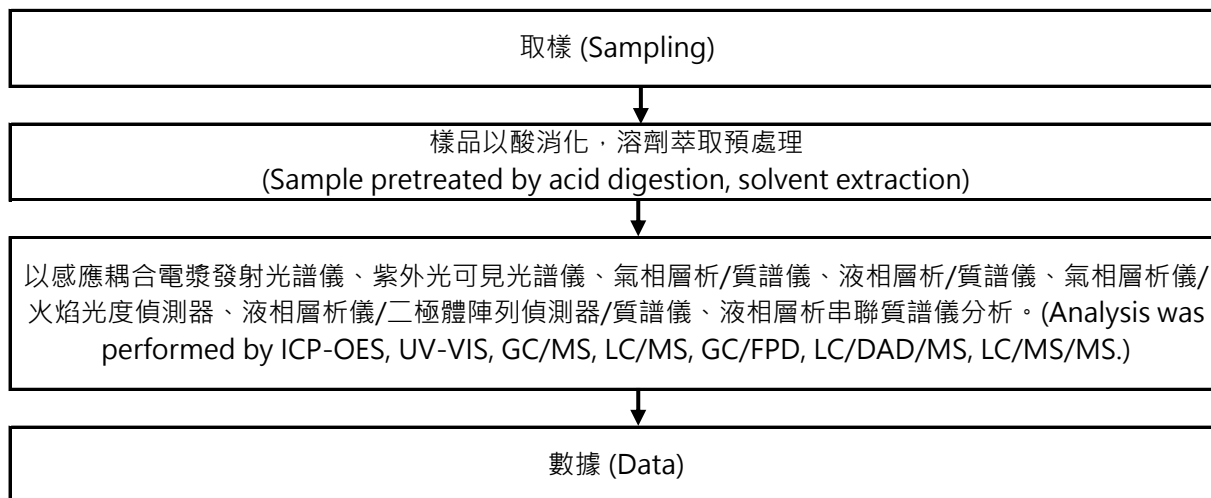 取樣 (Sampling)
樣品以酸消化，溶劑萃取預處理
(Sample pretreated by acid digestion, solvent extraction)
以感應耦合電漿發射光譜儀、紫外光可見光譜儀、氣相層析/質譜儀、液相層析/質譜儀、氣相層析儀/
火焰光度偵測器、液相層析儀/二極體陣列偵測器/質譜儀、液相層析串聯質譜儀分析。(Analysis was
performed by ICP-OES, UV-VIS, GC/MS, LC/MS, GC/FPD, LC/DAD/MS, LC/MS/MS.)
數據 (Data)